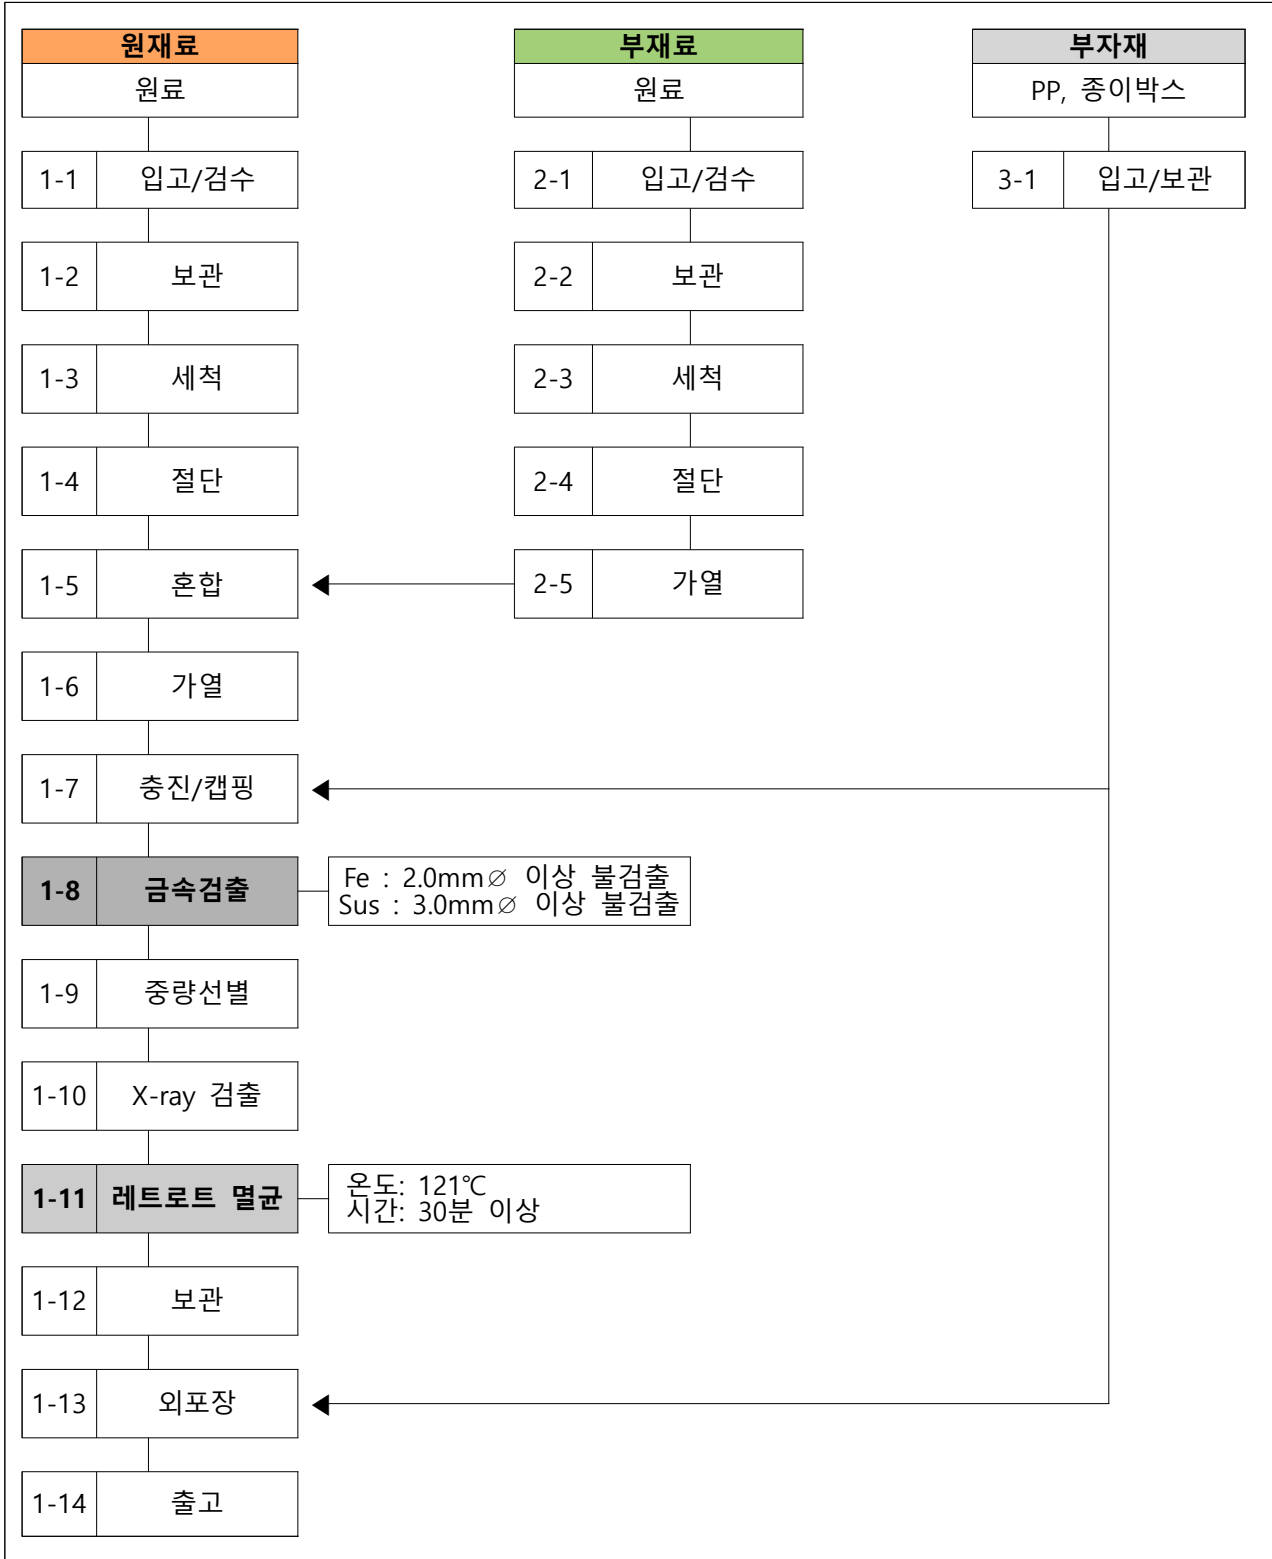 원재료 부재료 부자재
원료 원료 PP, 종이박스
1-1 입고/검수 2-1 입고/검수 3-1 입고/보관
1-2 보관 2-2 보관
1-3 세척 2-3 세척
1-4 절단 2-4 절단
1-5 혼합 2-5 가열
1-6 가열
1-7 충진/캡핑
1-8 금속검출 Fe : 2.0mm∅ 이상 불검출
Sus : 3.0mm∅ 이상 불검출
1-9 중량선별
1-10 X-ray 검출
1-11 레트로트 멸균 온도: 121℃
시간: 30분 이상
1-12 보관
1-13 외포장
1-14 출고